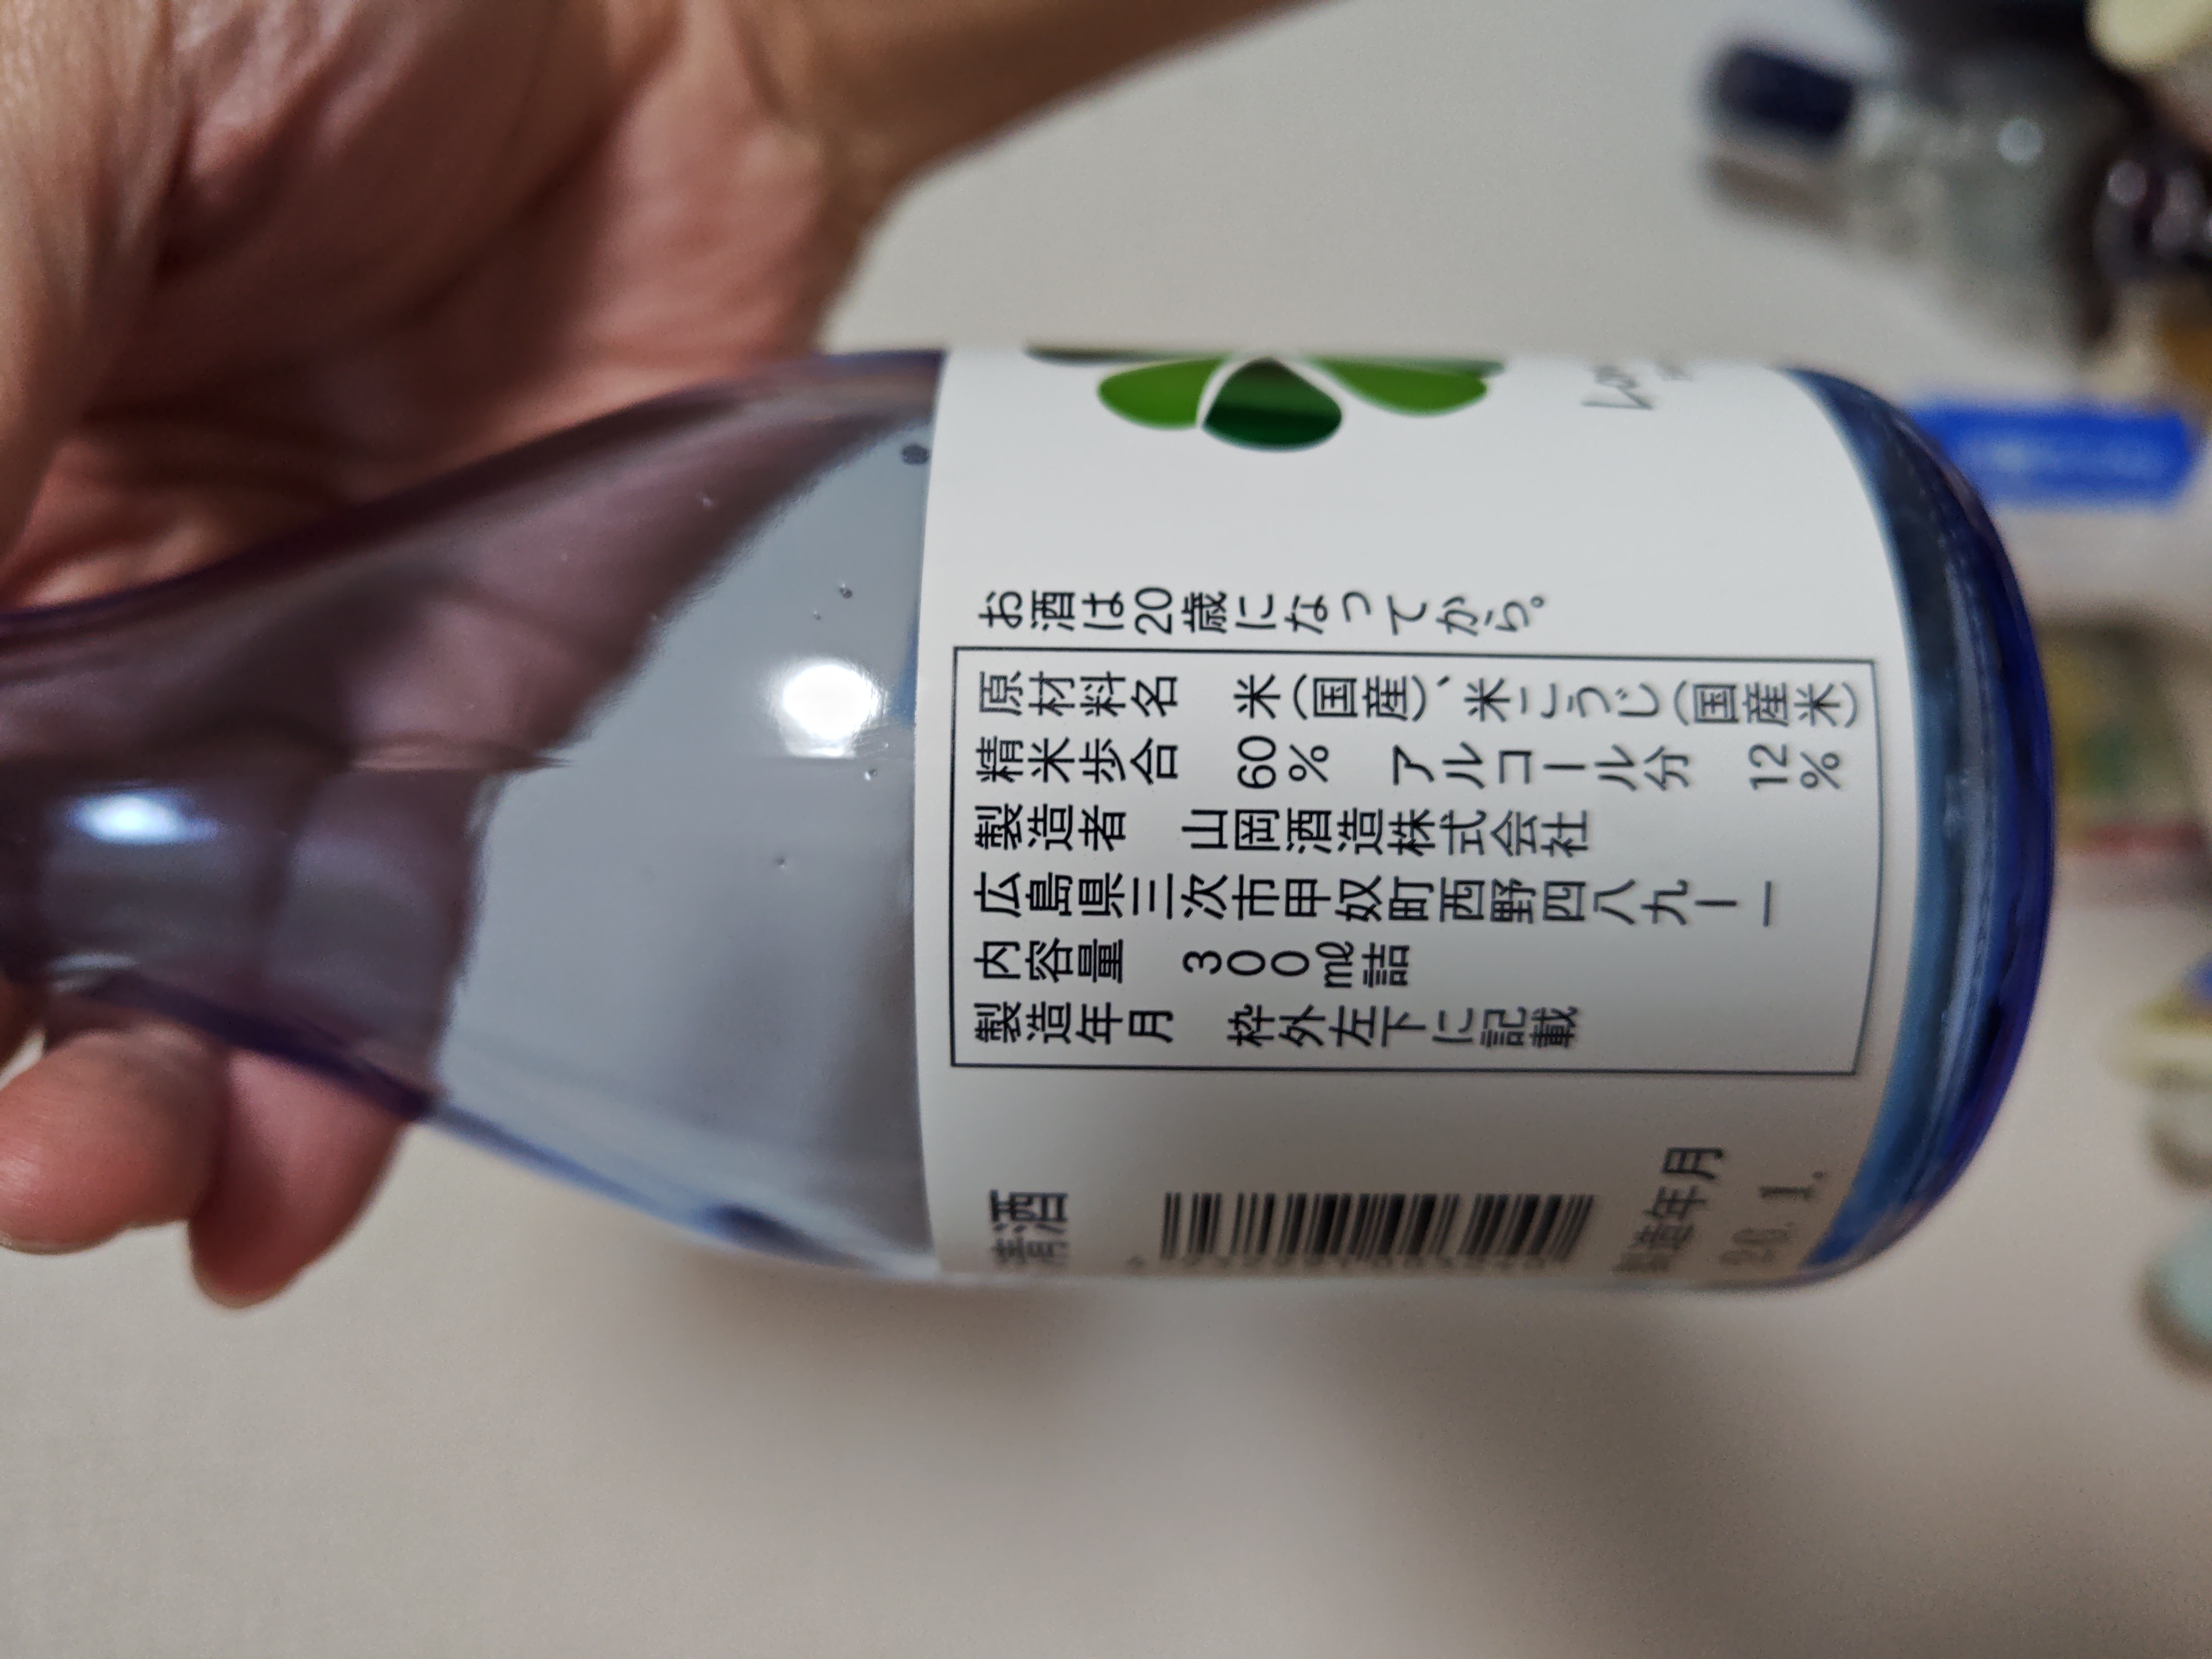 お酒は20歳になってから。
原材料名 米(国産)、米こうじ(国産米)
精米歩合 60% アルコール分 12%
製造者 山岡酒造株式会社
広島県三次市甲奴町西野四八九ー一
内容量 300㎖詰
製造年月 枠外左下に記載
清酒
製造年月
20. 1.